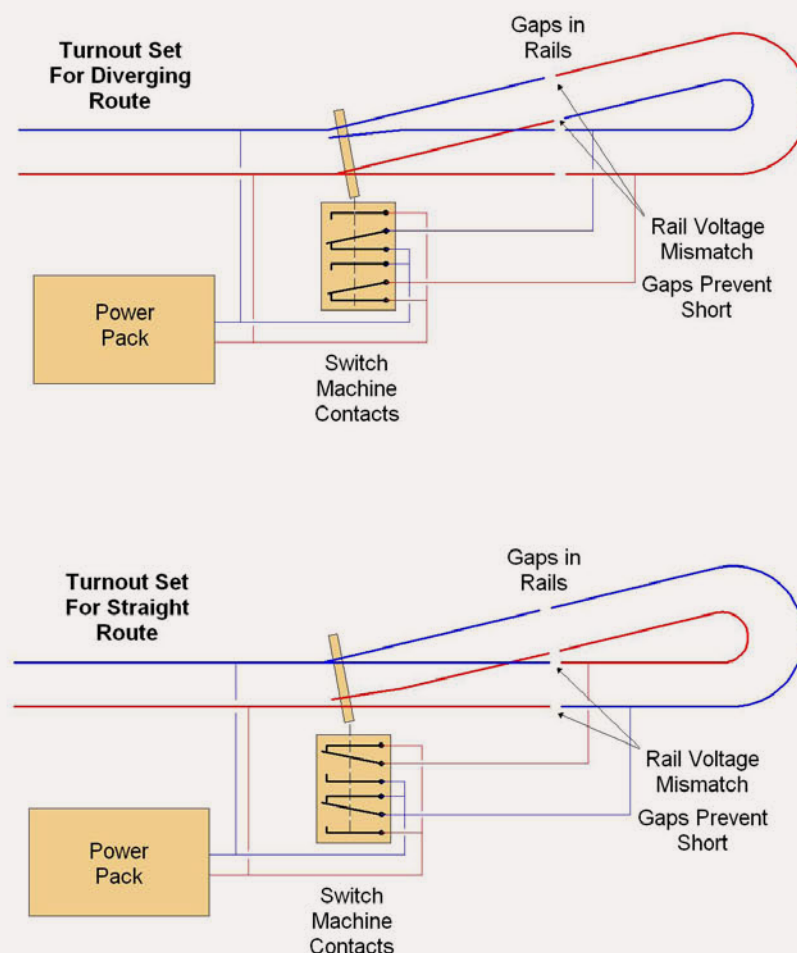 Turnout Set
For Diverging
Route
Gaps in
Rails
Rail Voltage
Mismatch
Gaps Prevent
Short
Power
Pack
Switch
Machine
Contacts
Turnout Set
For Straight
Route
Gaps in
Rails
Rail Voltage
Mismatch
Gaps Prevent
Short
Power
Pack
Switch
Machine
Contacts